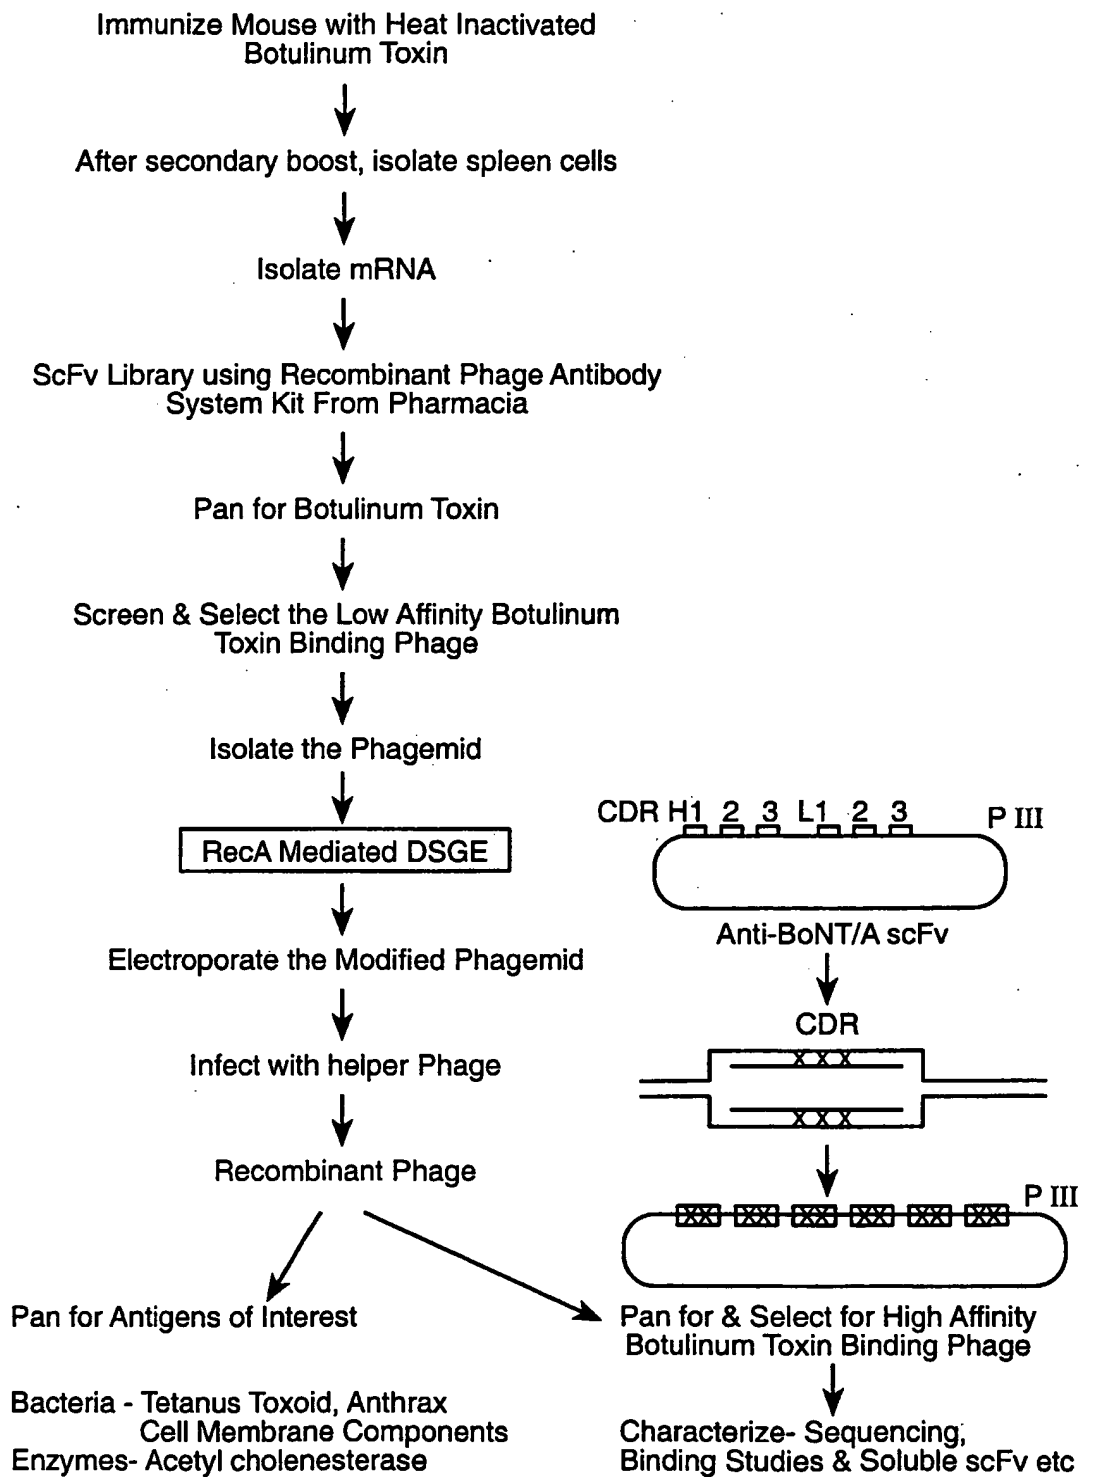 Immunize Mouse with Heat Inactivated
Botulinum Toxin
After secondary boost, isolate spleen cells
Isolate mRNA
ScFv Library using Recombinant Phage Antibody
System Kit From Pharmacia
Pan for Botulinum Toxin
Screen & Select the Low Affinity Botulinum
Toxin Binding Phage
Isolate the Phagemid
RecA Mediated DSGE
Electroporate the Modified Phagemid
Infect with helper Phage
Recombinant Phage
CDR H1 2 3 L1 2 3 P III
Anti-BoNT/A scFv
CDR
P III
Pan for Antigens of Interest
Bacteria - Tetanus Toxoid, Anthrax
Cell Membrane Components
Enzymes- Acetyl cholenesterase
Pan for & Select for High Affinity
Botulinum Toxin Binding Phage
Characterize- Sequencing,
Binding Studies & Soluble scFv etc